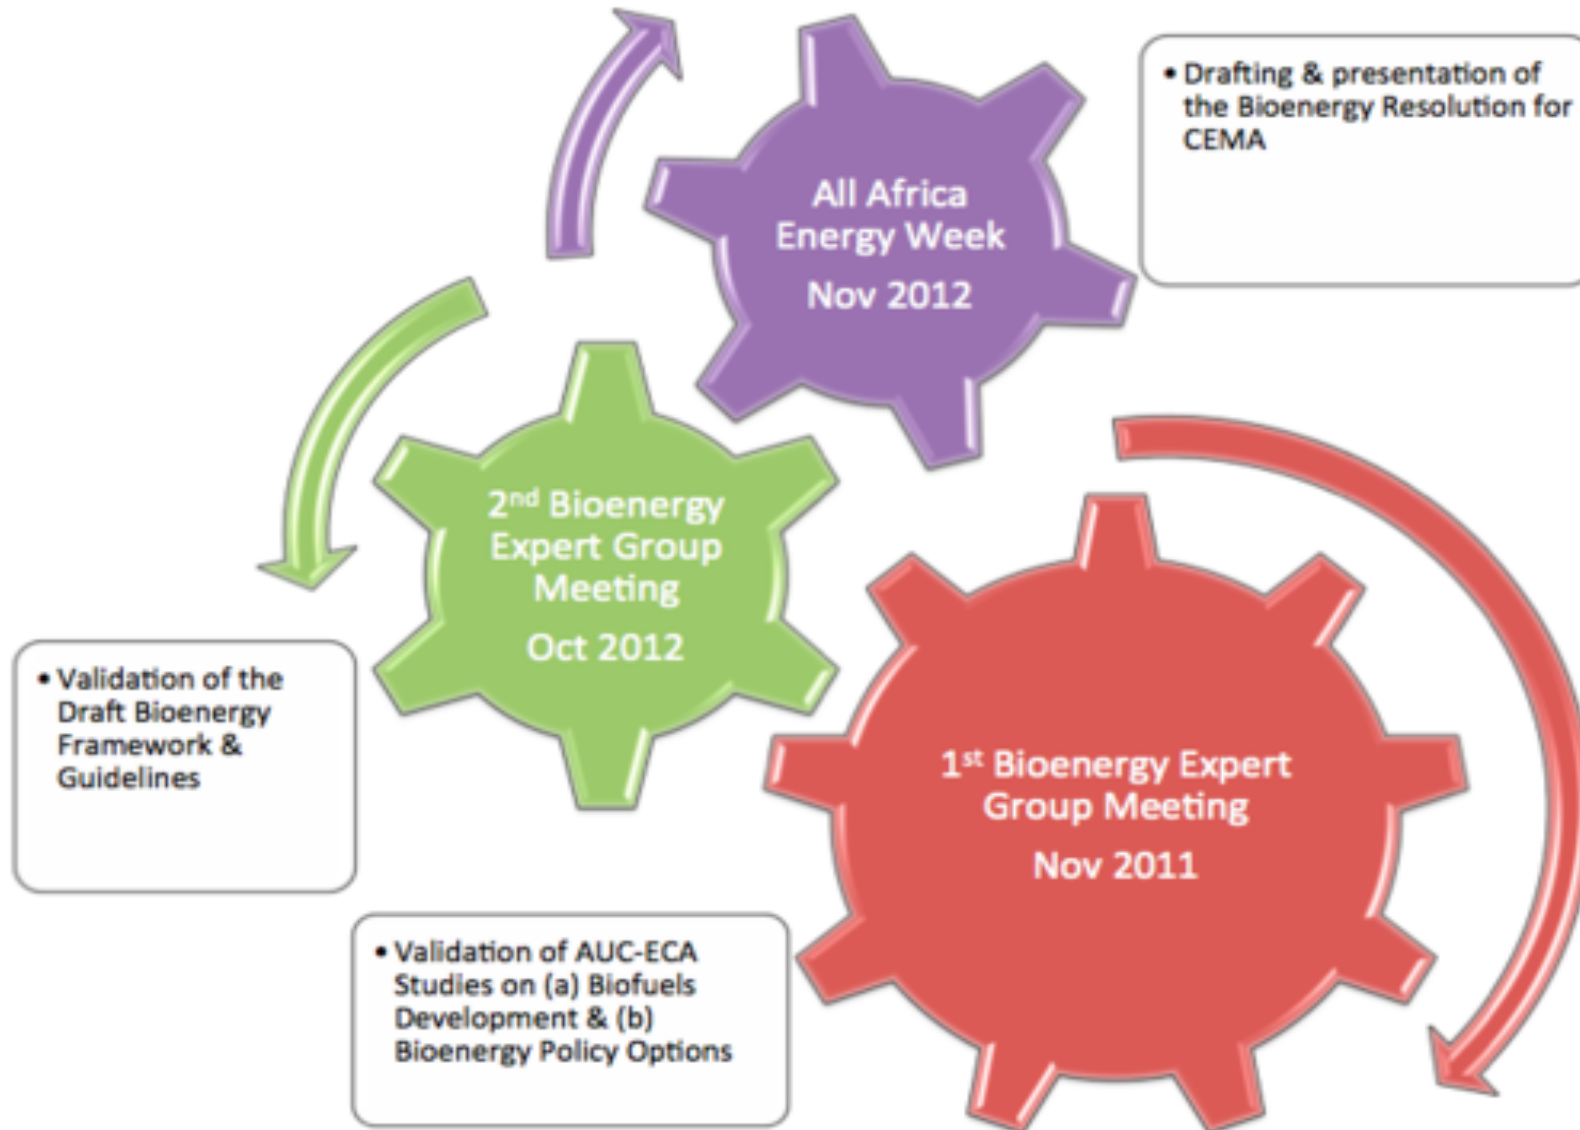 • Drafting & presentation of
the Bioenergy Resolution for
CEMA
All Africa
Energy Week
Nov 2012
2nd Bioenergy
Expert Group
Meeting
Oct 2012
• Validation of the
Draft Bioenergy
Framework &
Guidelines
1st Bioenergy Expert
Group Meeting
Nov 2011
• Validation of AUC-ECA
Studies on (a) Biofuels
Development & (b)
Bioenergy Policy Options